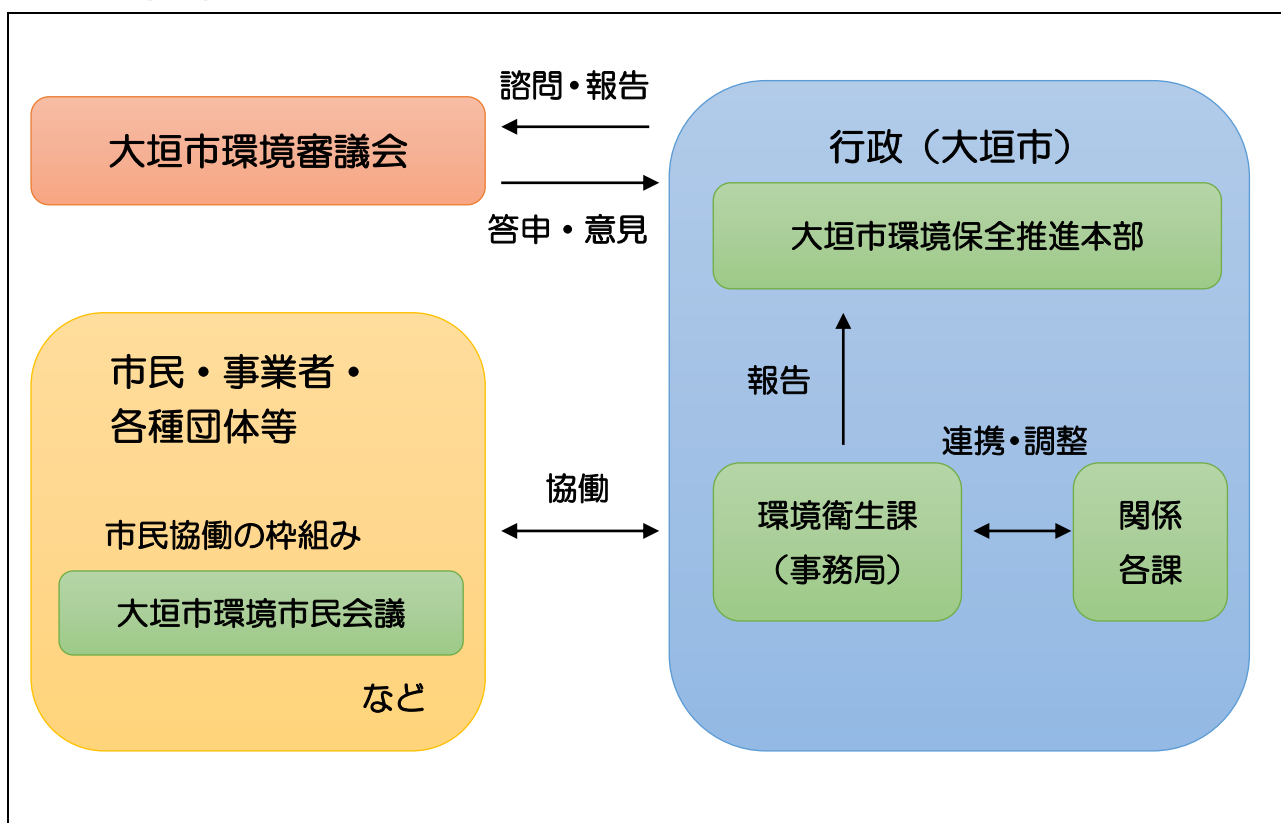 諮問・報告
大垣市環境審議会
答申・意見
行政（大垣市）
大垣市環境保全推進本部
報告
連携・調整
環境衛生課
（事務局）
関係
各課
協働
市民・事業者・
各種団体等
市民協働の枠組み
大垣市環境市民会議
など